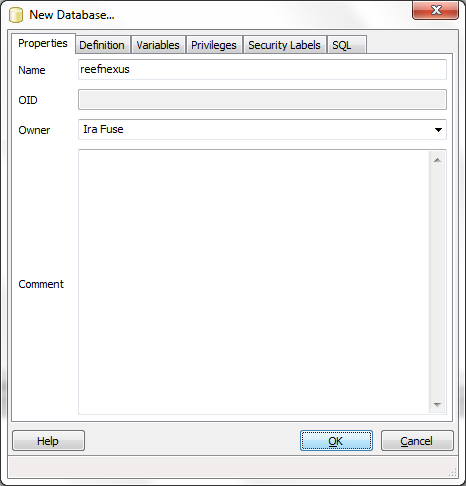 New Database...
Properties Definition Variables Privileges Security Labels SQL
Name reefnexus
OID
Owner Ira Fuse
Comment
Help OK Cancel